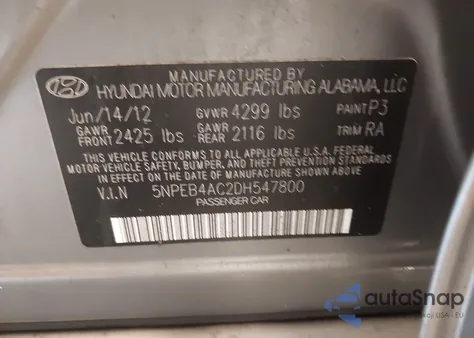 MANUFACTURED BY
HYUNDAI MOTOR MANUFACTURING ALABAMA, LLC
Jun/14/12 GVWR 4299 lbs PAINT P3
GAWR FRONT 2425 lbs GAWR REAR 2116 lbs TRIM RA
THIS VEHICLE CONFORMS TO ALL APPLICABLE U.S.A. FEDERAL
MOTOR VEHICLE SAFETY, BUMPER, AND THEFT PREVENTION
STANDARDS IN EFFECT ON THE DATE OF MANUFACTURE SHOWN ABOVE.
V.I.N 5NPEB4AC2DH547800
PASSENGER CAR
autoSnap
USA - EU